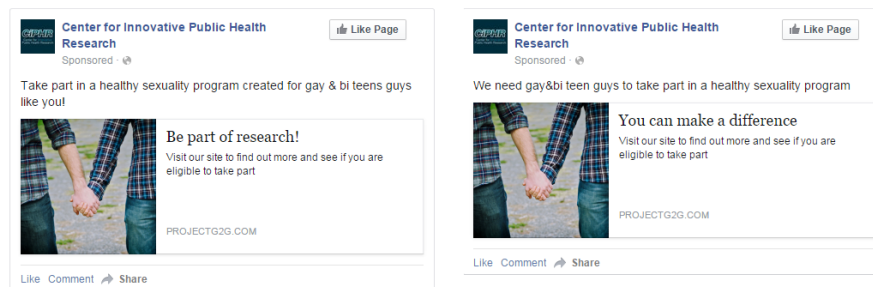 CiPHR
Center for Innovative Public Health
Research
Like Page
Sponsored ·
Take part in a healthy sexuality program created for gay & bi teens guys
like you!
Be part of research!
Visit our site to find out more and see if you are
eligible to take part
PROJECTG2G.COM
Like Comment Share
CiPHR
Center for Innovative Public Health
Research
Like Page
Sponsored ·
We need gay&bi teen guys to take part in a healthy sexuality program
You can make a difference
Visit our site to find out more and see if you are
eligible to take part
PROJECTG2G.COM
Like Comment Share